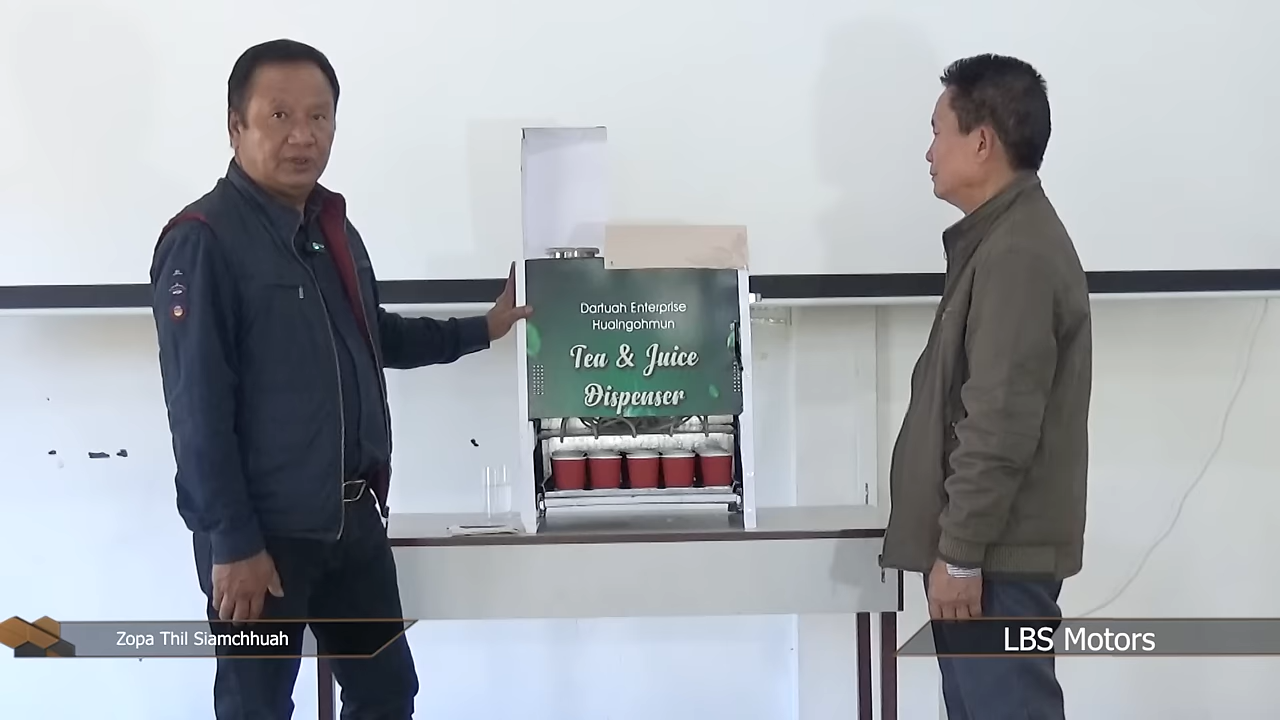 Dartuah Enterprise
Hualngohmun
Tea & Juice
Dispenser
Zopa Thil Siamchhuah
LBS Motors